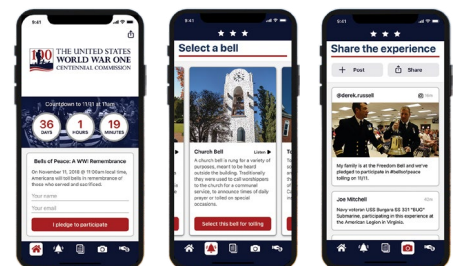 9:41
100
THE UNITED STATES
WORLD WAR ONE
CENTENNIAL COMMISSION
Countdown to 11/11 at 11am
36
DAYS
1
HOURS
19
MINUTES
Bells of Peace: A WWI Remembrance
On November 11, 2018 @ 11:00am local time,
Americans will toll bells in remembrance of
those who served and sacrificed.
Your name
Your email
I pledge to participate
9:41
Select a bell
Church Bell
Listen
A church bell is rung for a variety of
purposes, meant to be heard
outside the building. Traditionally
they were used to call worshippers
to the church for a communal
service, to announce times of daily
prayer or tolled on special
occasions.
Select this bell for tolling
9:41
Share the experience
Post
Share
@derek.russell
My family is at the Freedom Bell and we've
pledged to participate in #bellsofpeace
tolling on 11/11.
Joe Mitchell
Navy veteran USS Burgara SS 331 "BUG"
Submarine, participating in this experience at
the American Legion in Virginia.